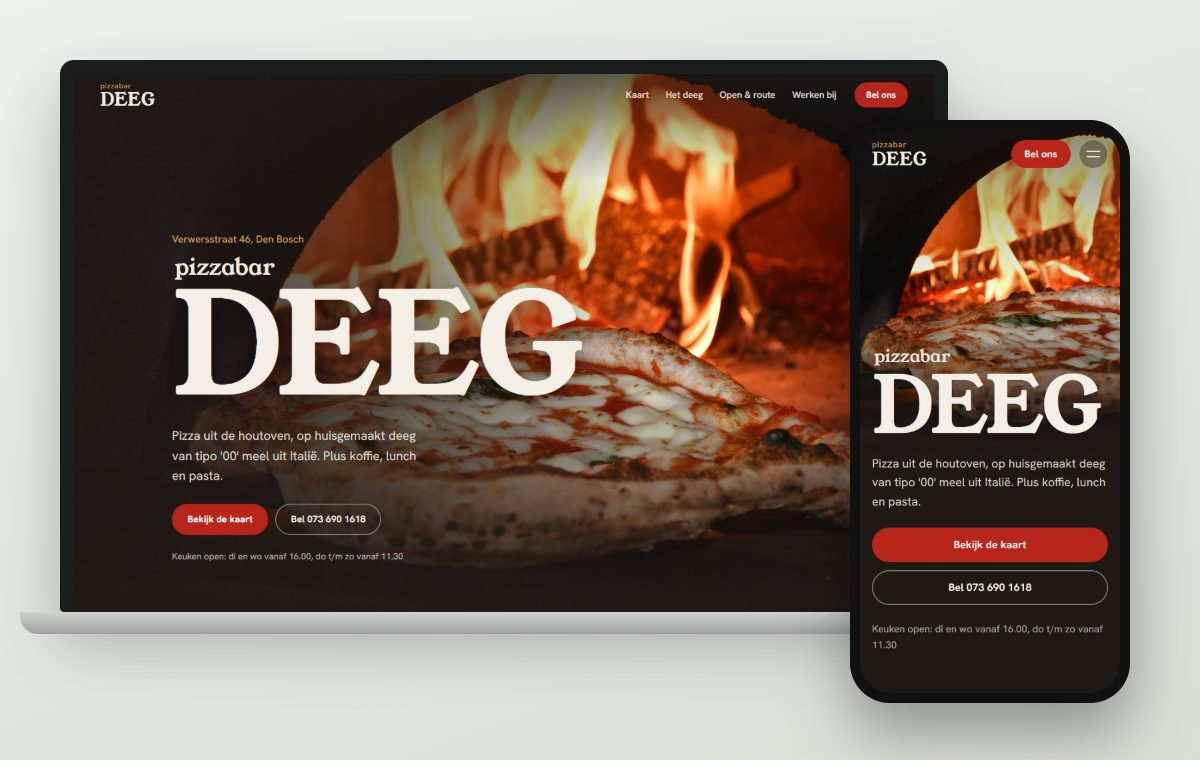 pizzabar
DEEG
Kaart Het deeg Open & route Werken bij Bel ons
Verwersstraat 46, Den Bosch
pizzabar
DEEG
Pizza uit de houtoven, op huisgemaakt deeg
van tipo '00' meel uit Italië. Plus koffie, lunch
en pasta.
Bekijk de kaart Bel 073 690 1618
Keuken open: di en wo vanaf 16.00, do t/m zo vanaf 11.30
pizzabar
DEEG
Bel ons
pizzabar
DEEG
Pizza uit de houtoven, op huisgemaakt deeg
van tipo '00' meel uit Italië. Plus koffie, lunch
en pasta.
Bekijk de kaart
Bel 073 690 1618
Keuken open: di en wo vanaf 16.00, do t/m zo vanaf
11.30